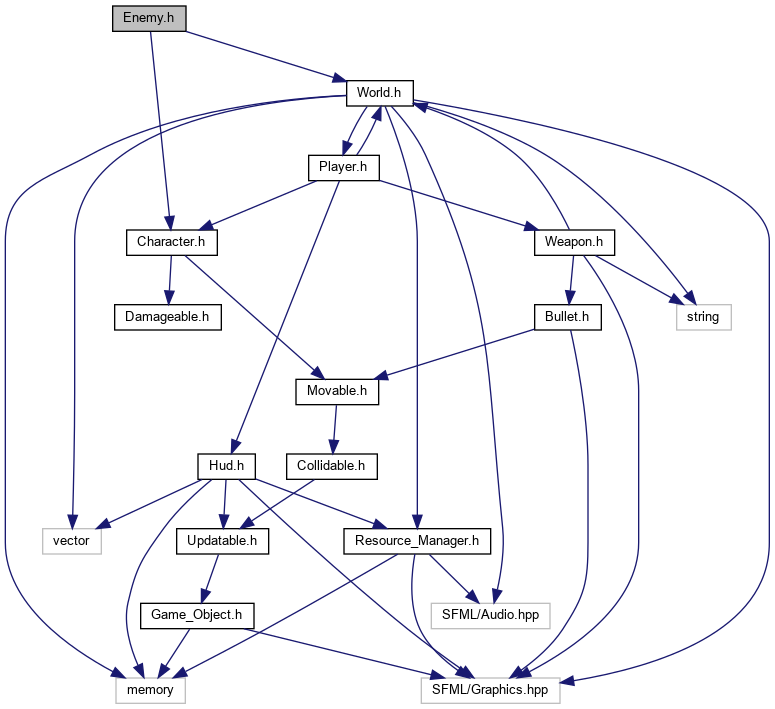 Enemy.h
World.h
Player.h
Character.h
Weapon.h
Damageable.h
Bullet.h
string
Movable.h
Hud.h
Collidable.h
vector
Updatable.h
Resource_Manager.h
Game_Object.h
SFML/Audio.hpp
memory
SFML/Graphics.hpp